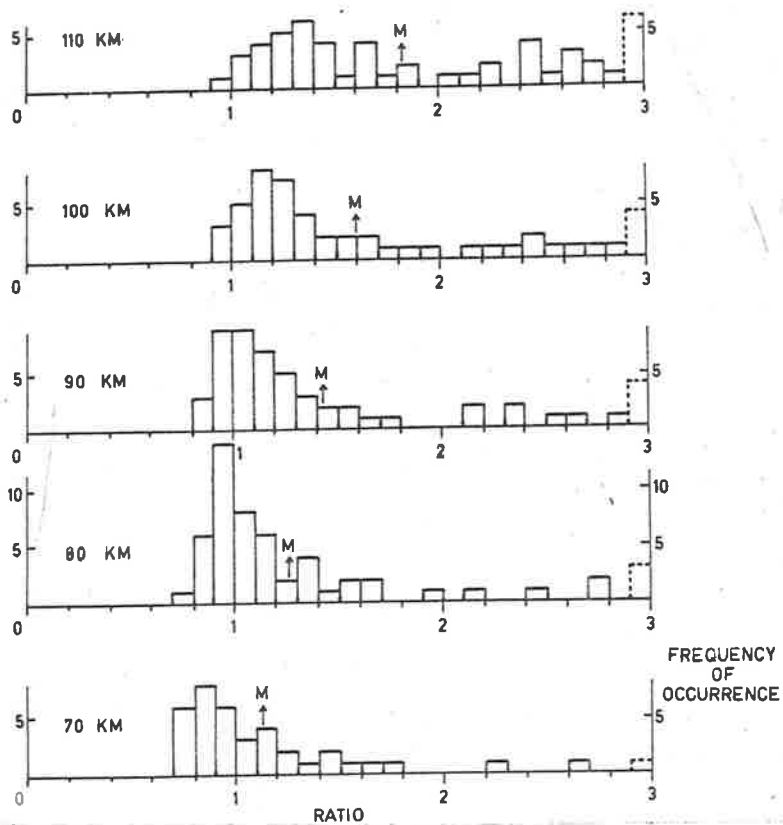 5 110 KM M 5
0 1 2 3
5 100 KM M 5
0 1 2 3
5 90 KM M 5
0 1 2 3
10 10
5 80 KM M 5
0 1 2 3
FREQUENCY
OF
OCCURRENCE
5 70 KM M 5
0 1 2 3
RATIO